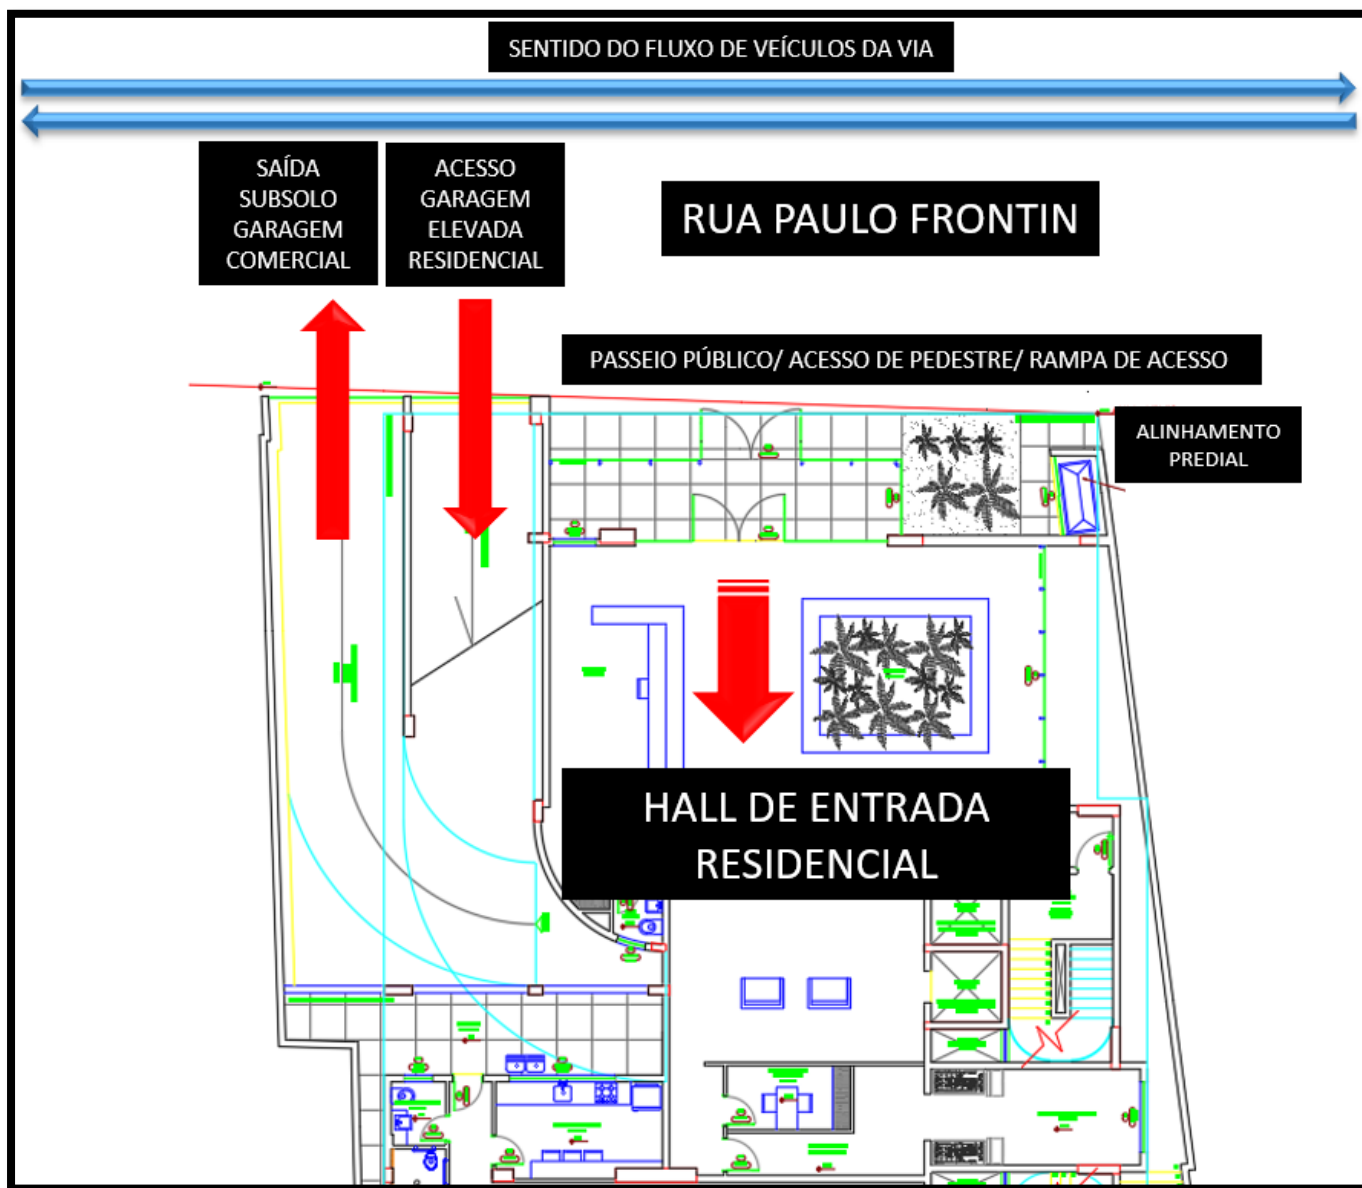 SENTIDO DO FLUXO DE VEÍCULOS DA VIA
SAÍDA
SUBSOLO
GARAGEM
COMERCIAL
ACESSO
GARAGEM
ELEVADA
RESIDENCIAL
RUA PAULO FRONTIN
PASSEIO PÚBLICO/ ACESSO DE PEDESTRE/ RAMPA DE ACESSO
ALINHAMENTO
PREDIAL
HALL DE ENTRADA
RESIDENCIAL